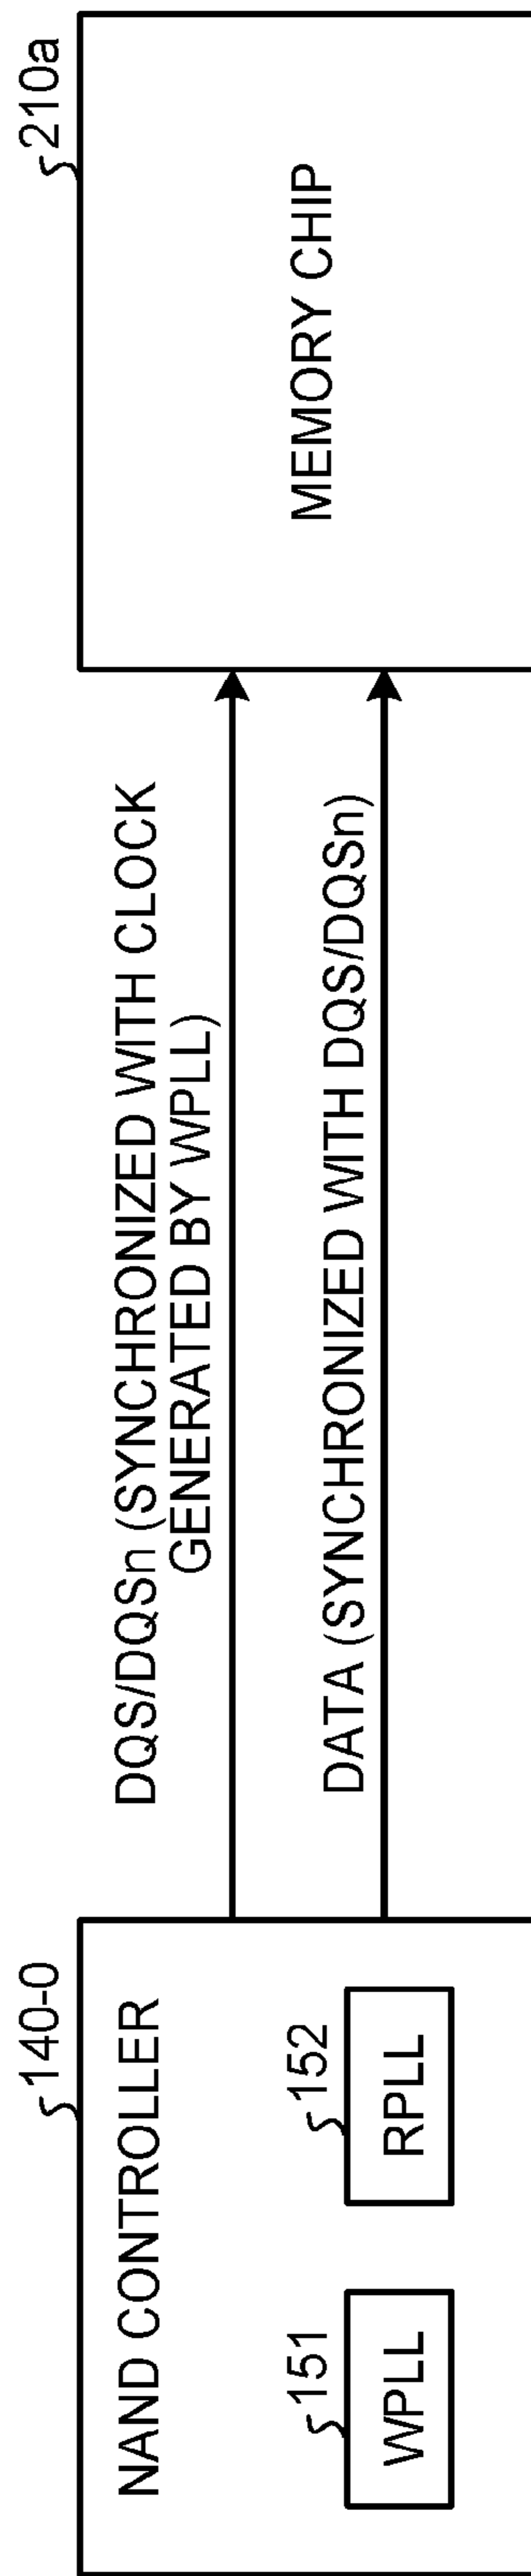 140-0
NAND CONTROLLER
151
WPLL
152
RPLL
DQS/DQSn (SYNCHRONIZED WITH CLOCK
GENERATED BY WPLL)
DATA (SYNCHRONIZED WITH DQS/DQSn)
210a
MEMORY CHIP